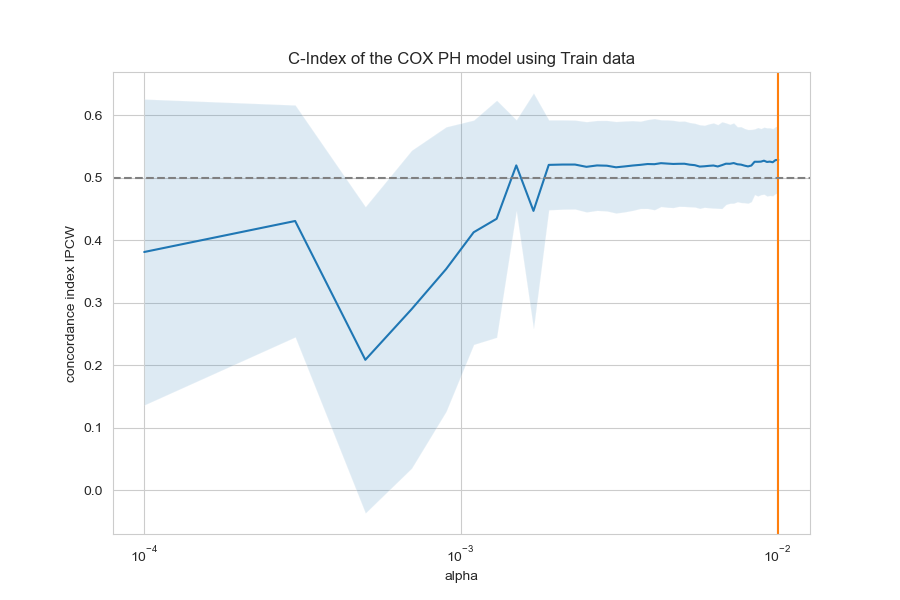 C-Index of the COX PH model using Train data
concordance index IPCW
0.6
0.5
0.4
0.3
0.2
0.1
0.0
10⁻⁴ 10⁻³ 10⁻²
alpha